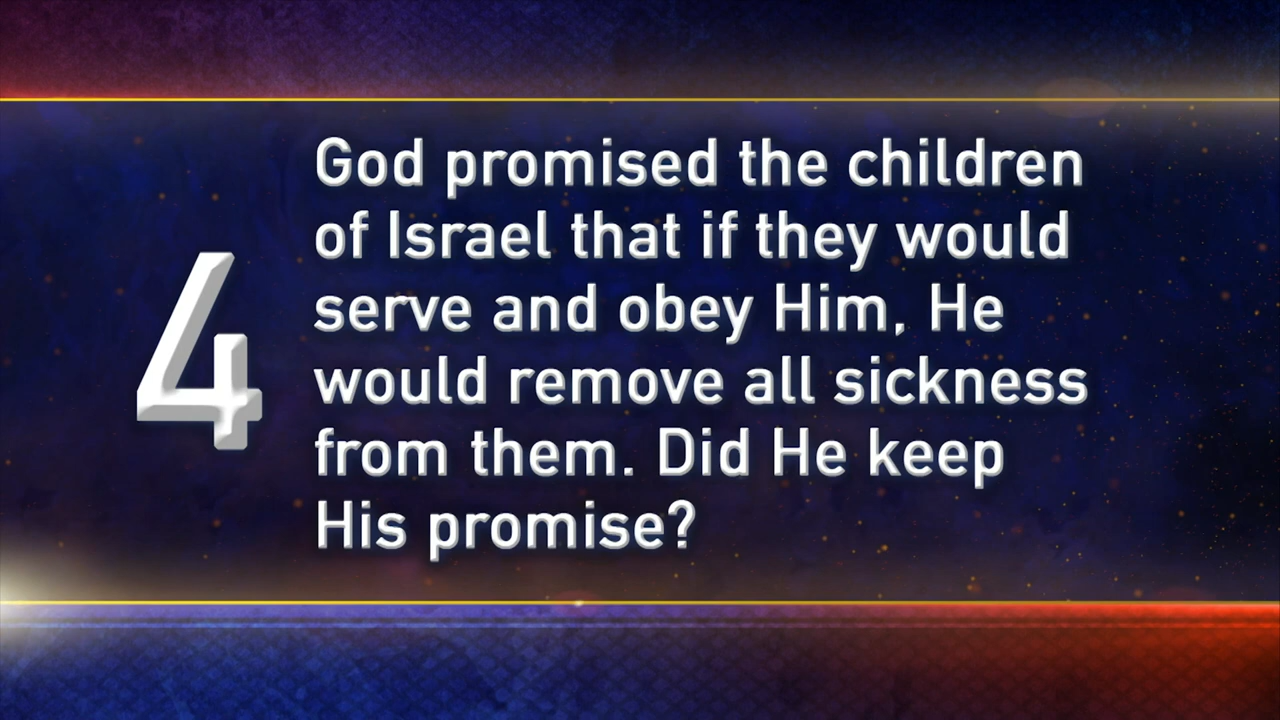 4
God promised the children
of Israel that if they would
serve and obey Him, He
would remove all sickness
from them. Did He keep
His promise?